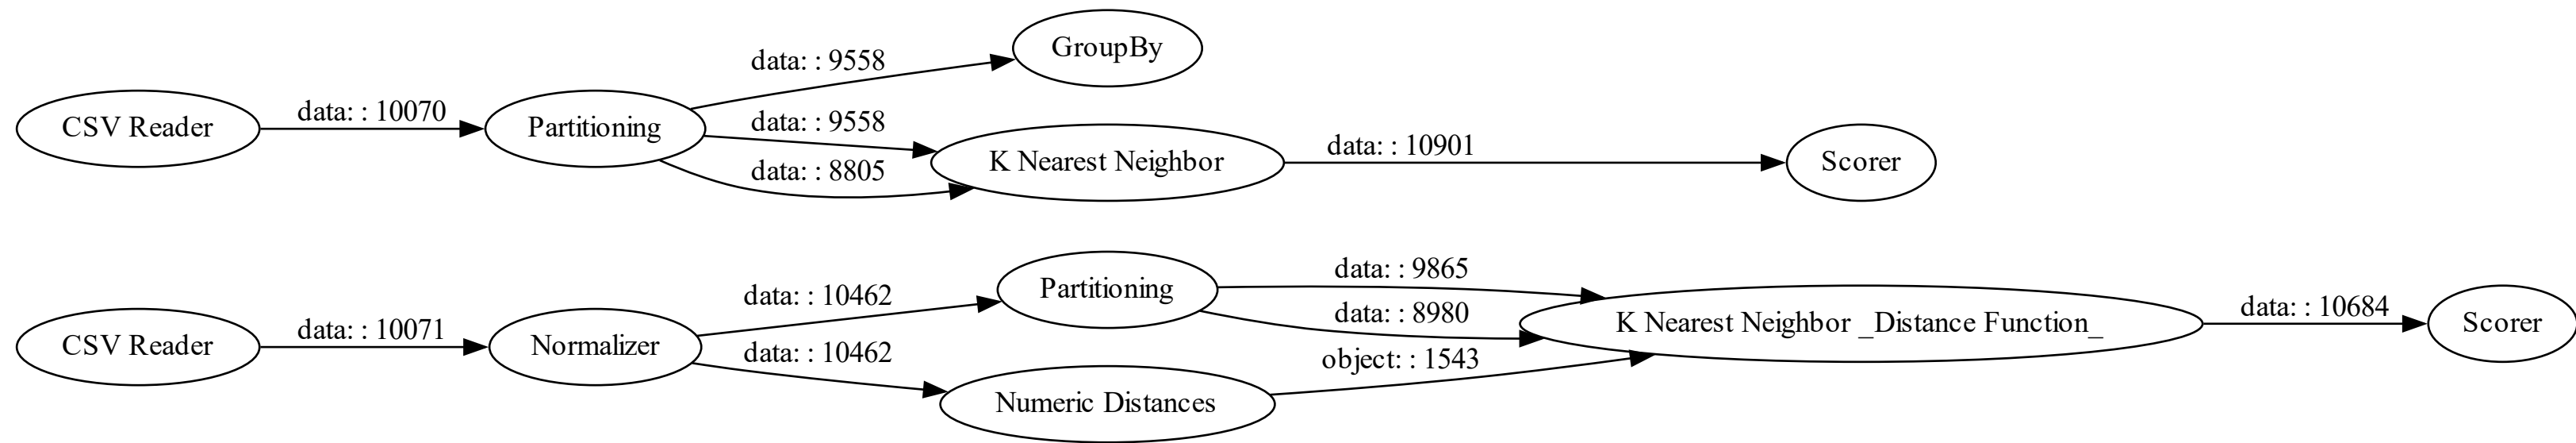 GroupBy
data: : 9558
CSV Reader
data: : 10070
Partitioning
data: : 9558
K Nearest Neighbor
data: : 10901
Scorer
data: : 8805
Partitioning
data: : 9865
data: : 10462
CSV Reader
data: : 10071
Normalizer
data: : 8980
K Nearest Neighbor _Distance Function_
data: : 10684
Scorer
data: : 10462
object: : 1543
Numeric Distances